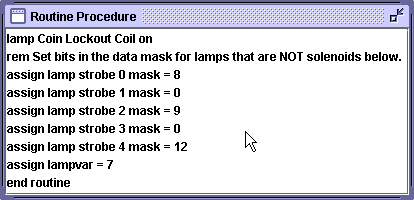 Routine Procedure
lamp Coin Lockout Coil on
rem Set bits in the data mask for lamps that are NOT solenoids below.
assign lamp strobe 0 mask = 8
assign lamp strobe 1 mask = 0
assign lamp strobe 2 mask = 9
assign lamp strobe 3 mask = 0
assign lamp strobe 4 mask = 12
assign lampvar = 7
end routine